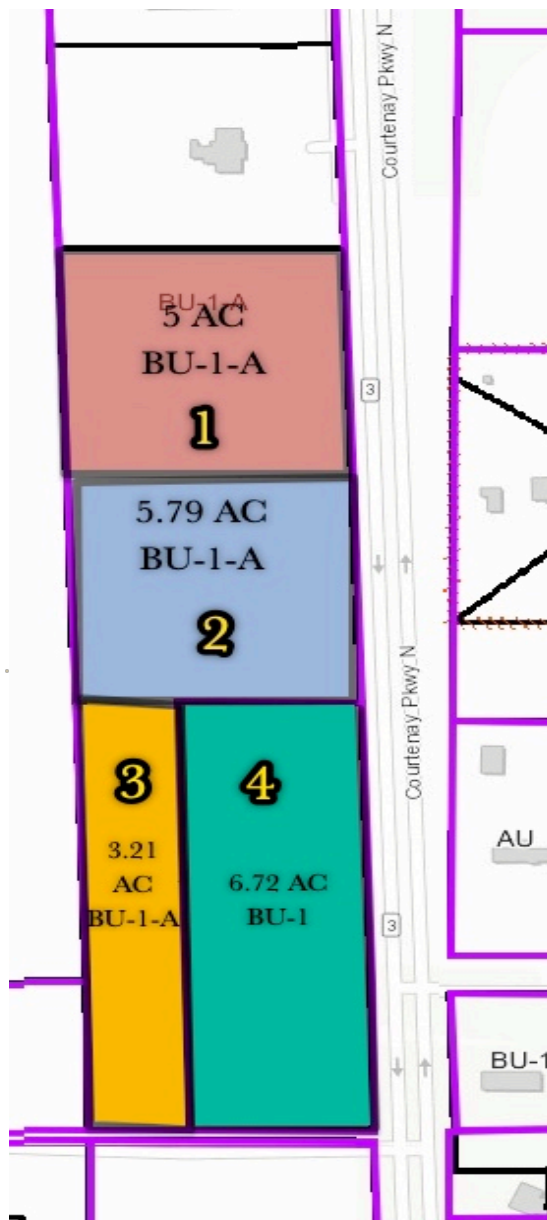 Courtenay Pkwy N
BU-1-A
5 AC
BU-1-A
1
3
5.79 AC
BU-1-A
2
Courtenay Pkwy N
3
3.21
AC
BU-1-A
4
6.72 AC
BU-1
AU
3
BU-1